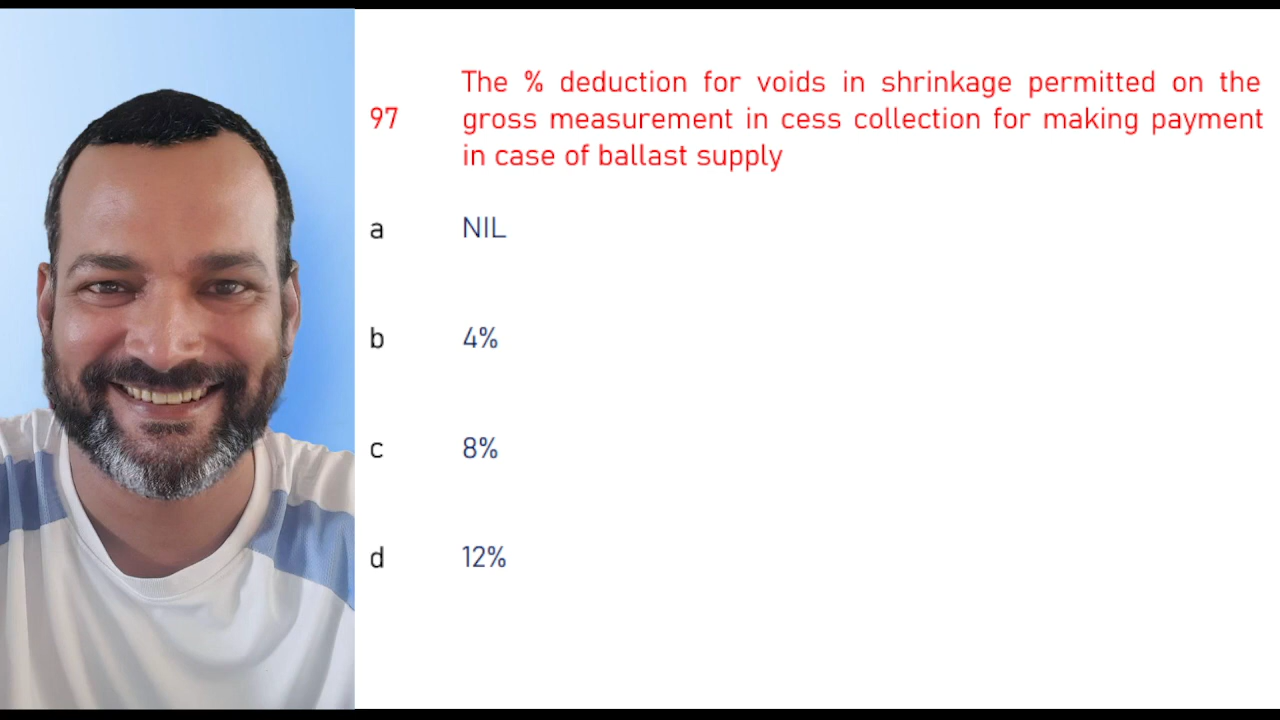 The % deduction for voids in shrinkage permitted on the
97 gross measurement in cess collection for making payment
in case of ballast supply
a NIL
b 4%
c 8%
d 12%